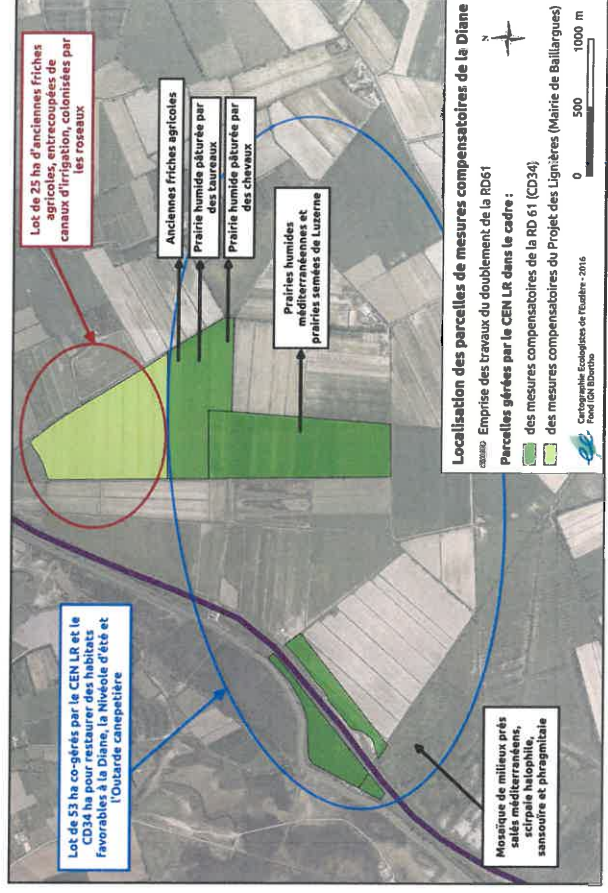 Lot de 25 ha d'anciennes friches
agricoles, entrecoupées de
canaux d'irrigation, colonisées par
les roseaux
Anciennes friches agricoles
Prairie humide pâturée par
des taureaux
Prairie humide pâturée par
des chevaux
Prairies humides
méditerranéennes et
prairies semées de Luzerne
Lot de 53 ha co-gérés par le CEN LR et le
CD34 ha pour restaurer des habitats
favorables à la Diane, la Nivéole d'été et
l'Outarde canepetière
Mosaïque de milieux prés
salés méditerranéens,
scirpaie halophile,
sansouire et phragmitaie
Localisation des parcelles de mesures compensatoires de la Diane
Emprise des travaux du doublement de la RD61
Parcelles gérées par le CEN LR dans le cadre :
des mesures compensatoires de la RD 61 (CD34)
des mesures compensatoires du Projet des Lignières (Mairie de Baillargues)
N
0 500 1000 m
Cartographie Ecologistes de l'Euzière - 2016
Fond IGN BDortho